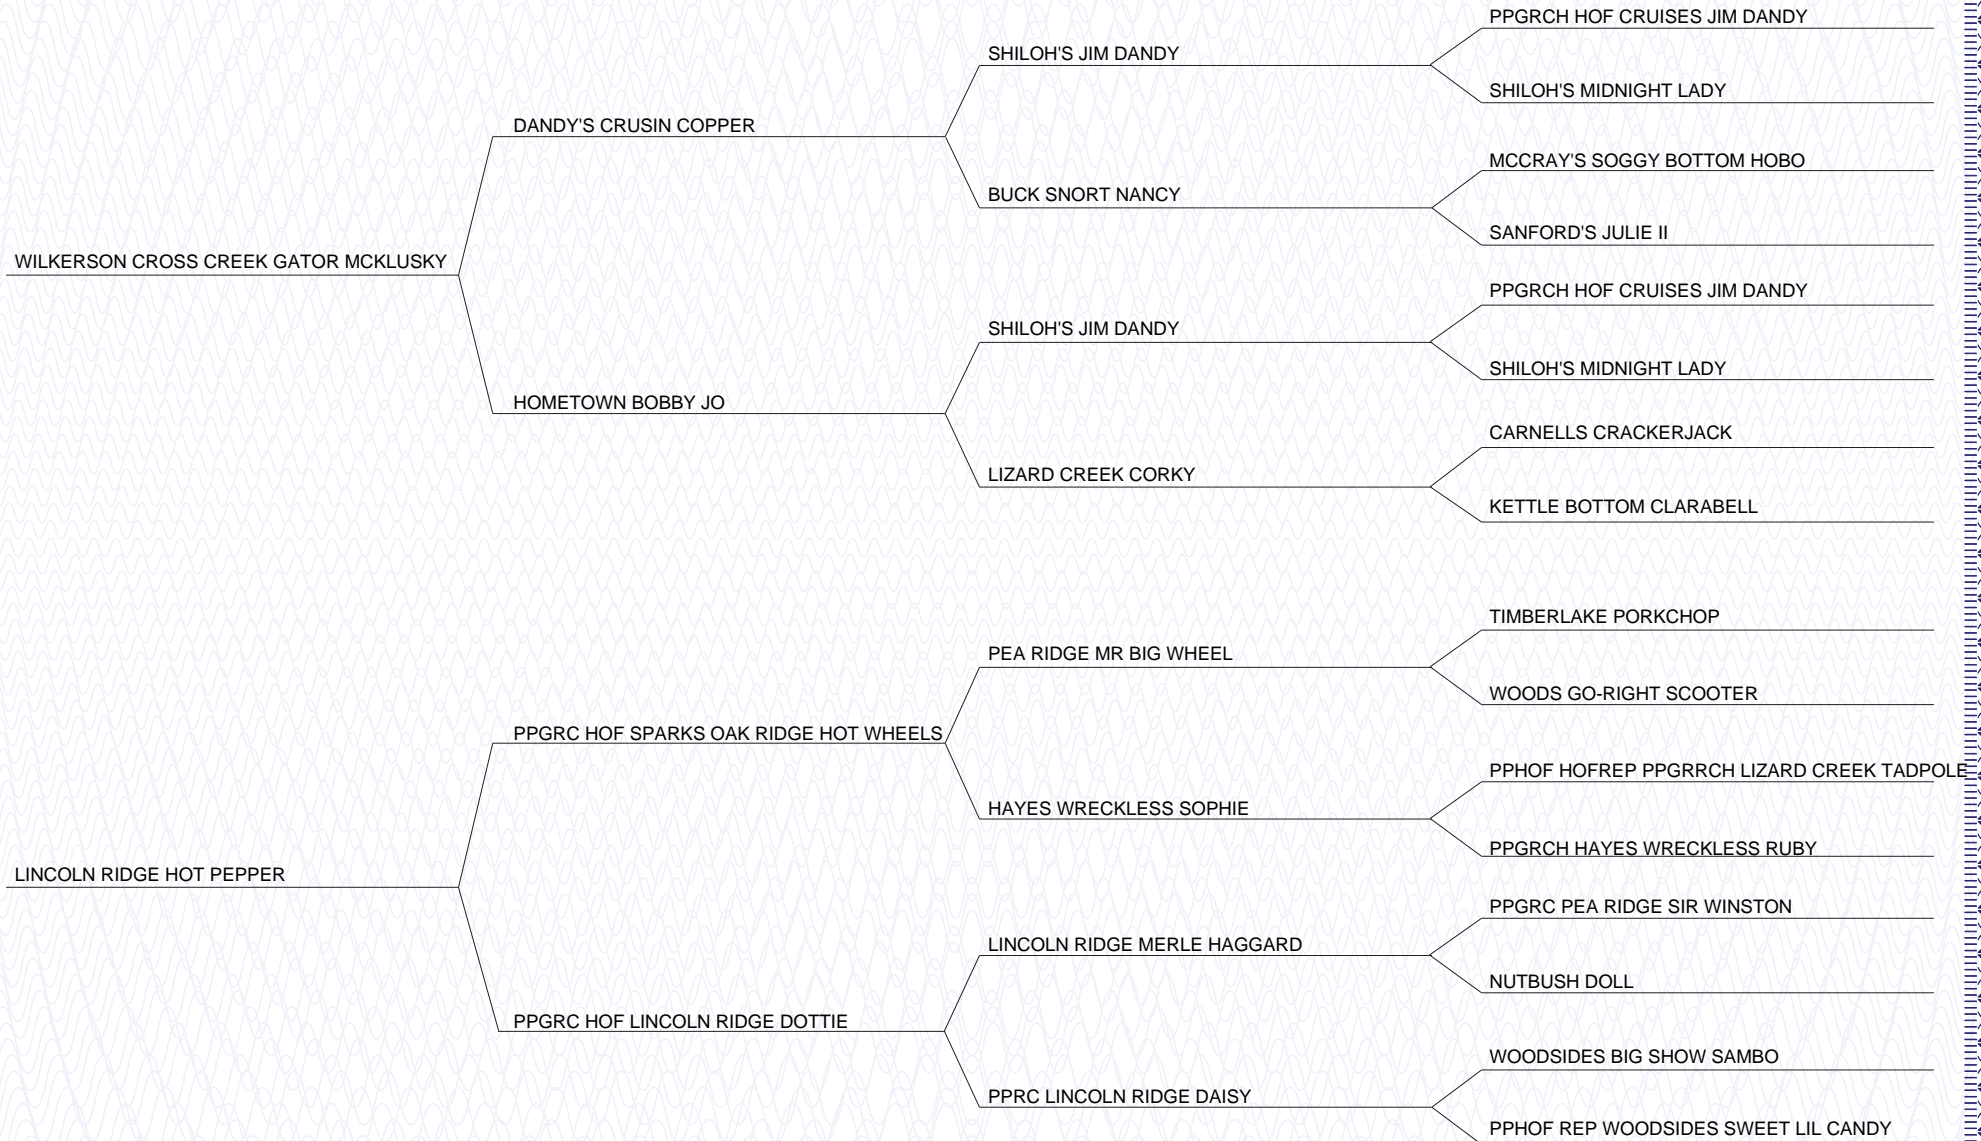 PPGRCH HOF CRUISES JIM DANDY
SHILOH'S JIM DANDY
SHILOH'S MIDNIGHT LADY
DANDY'S CRUSIN COPPER
MCCRAY'S SOGGY BOTTOM HOBO
BUCK SNORT NANCY
SANFORD'S JULIE II
WILKERSON CROSS CREEK GATOR MCKLUSKY
PPGRCH HOF CRUISES JIM DANDY
SHILOH'S JIM DANDY
SHILOH'S MIDNIGHT LADY
HOMETOWN BOBBY JO
CARNELLS CRACKERJACK
LIZARD CREEK CORKY
KETTLE BOTTOM CLARABELL
TIMBERLAKE PORKCHOP
PEA RIDGE MR BIG WHEEL
WOODS GO-RIGHT SCOOTER
PPGRC HOF SPARKS OAK RIDGE HOT WHEELS
PPHOF HOFREP PPGRRCH LIZARD CREEK TADPOLE
HAYES WRECKLESS SOPHIE
PPGRCH HAYES WRECKLESS RUBY
LINCOLN RIDGE HOT PEPPER
PPGRC PEA RIDGE SIR WINSTON
LINCOLN RIDGE MERLE HAGGARD
NUTBUSH DOLL
PPGRC HOF LINCOLN RIDGE DOTTIE
WOODSIDES BIG SHOW SAMBO
PPRC LINCOLN RIDGE DAISY
PPHOF REP WOODSIDES SWEET LIL CANDY